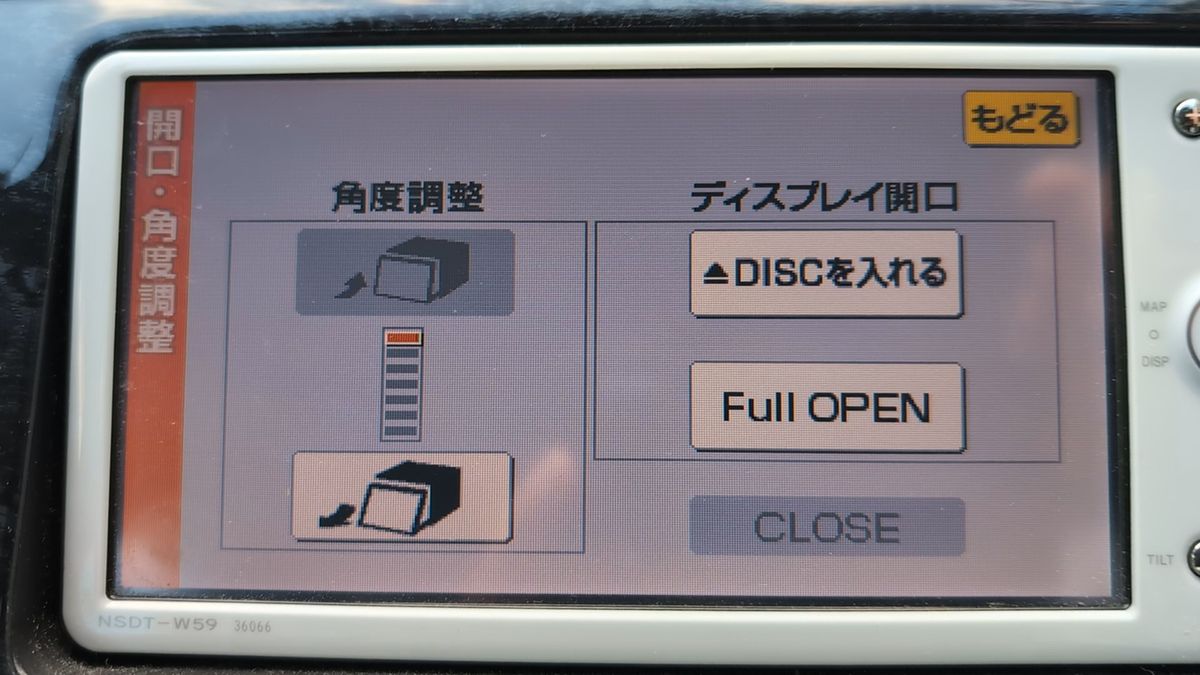 開口・角度調整
もどる
角度調整
ディスプレイ開口
▲DISCを入れる
Full OPEN
CLOSE
MAP
DISP
TILT
NSDT-W59 36066